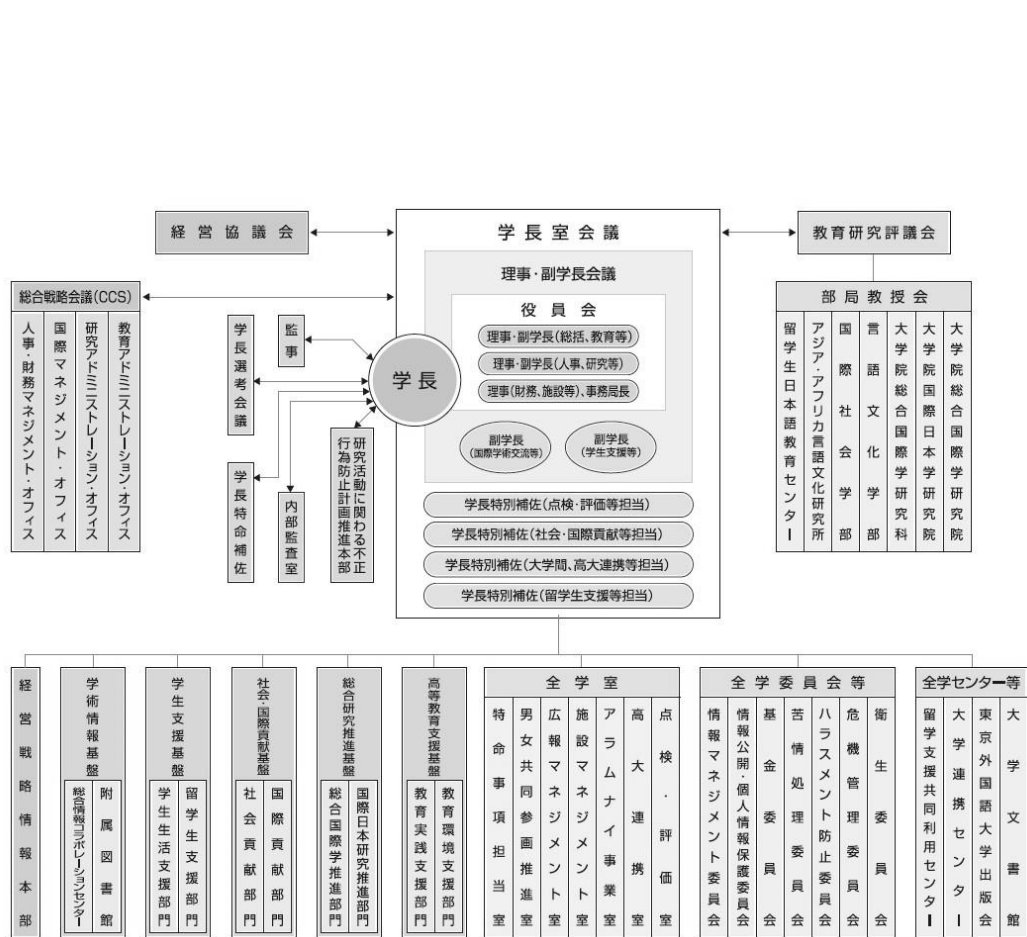 経営協議会
学長室会議
教育研究評議会
理事・副学長会議
役員会
理事・副学長(総括、教育等)
理事・副学長(人事、研究等)
理事(財務、施設等)、事務局長
副学長
(国際学術交流等)
副学長
(学生支援等)
学長特別補佐(点検・評価等担当)
学長特別補佐(社会・国際貢献等担当)
学長特別補佐(大学間、高大連携等担当)
学長特別補佐(留学生支援等担当)
学長
総合戦略会議(CCS)
教育アドミニストレーション・オフィス
研究アドミニストレーション・オフィス
国際マネジメント・オフィス
人事・財務マネジメント・オフィス
監事
学長選考会議
研究活動に関わる不正
行為防止計画推進本部
内部監査室
学長特命補佐
部局教授会
大学院総合国際学研究院
大学院国際日本学研究院
大学院総合国際学研究科
言語文化学部
国際社会学部
アジア・アフリカ言語文化研究所
留学生日本語教育センター
経営戦略情報本部
学術情報基盤
附属図書館
総合情報コラボレーションセンター
学生支援基盤
留学生支援部門
学生生活支援部門
社会・国際貢献基盤
国際貢献部門
社会貢献部門
総合研究推進基盤
国際日本研究推進部門
総合国際学推進部門
高等教育支援基盤
教育環境支援部門
教育実践支援部門
全学室
点検・評価室
高大連携室
アラムナイ事業室
施設マネジメント室
広報マネジメント室
男女共同参画推進室
特命事項担当室
全学委員会等
衛生委員会
危機管理委員会
ハラスメント防止委員会
苦情処理委員会
基金委員会
情報公開・個人情報保護委員会
情報マネジメント委員会
全学センター等
大学文書館
東京外国語大学出版会
大学連携センター
留学支援共同利用センター